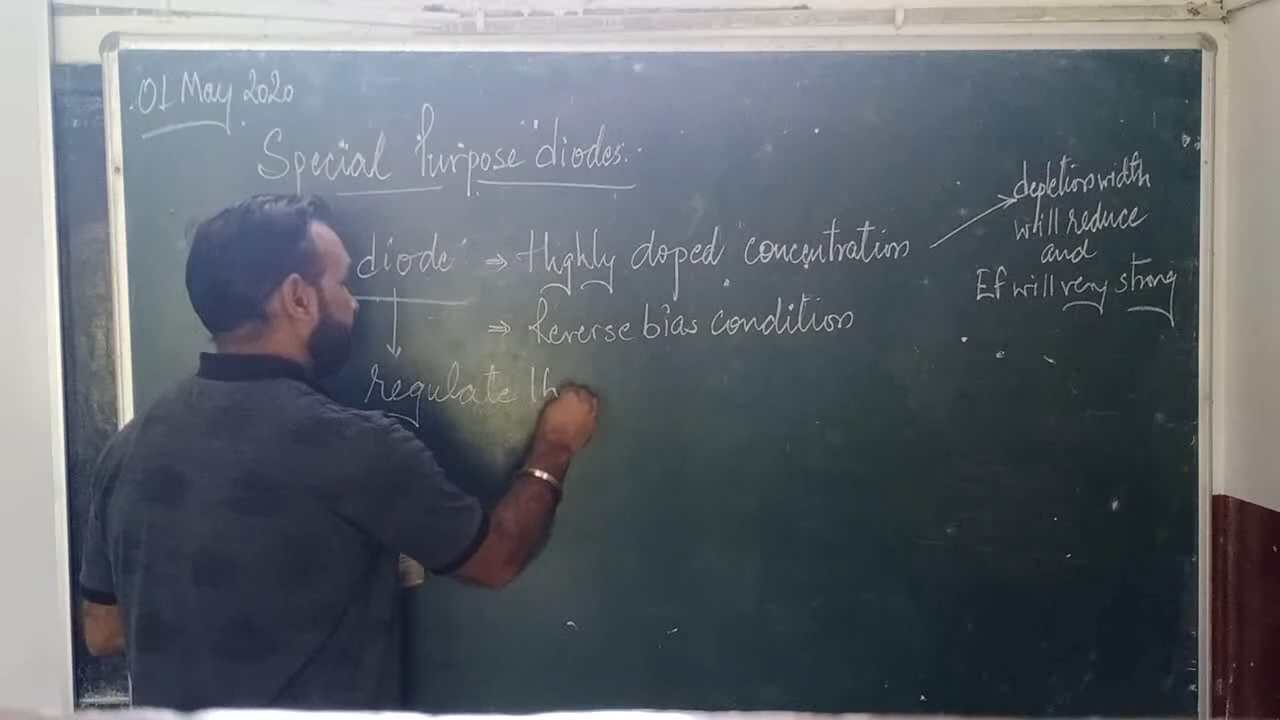 01 May 2020
Special Purpose diodes:-
diode ⇒ Highly doped concentration
depletion width
will reduce
and
Ef will very strong
⇒ Reverse bias condition
regulate th